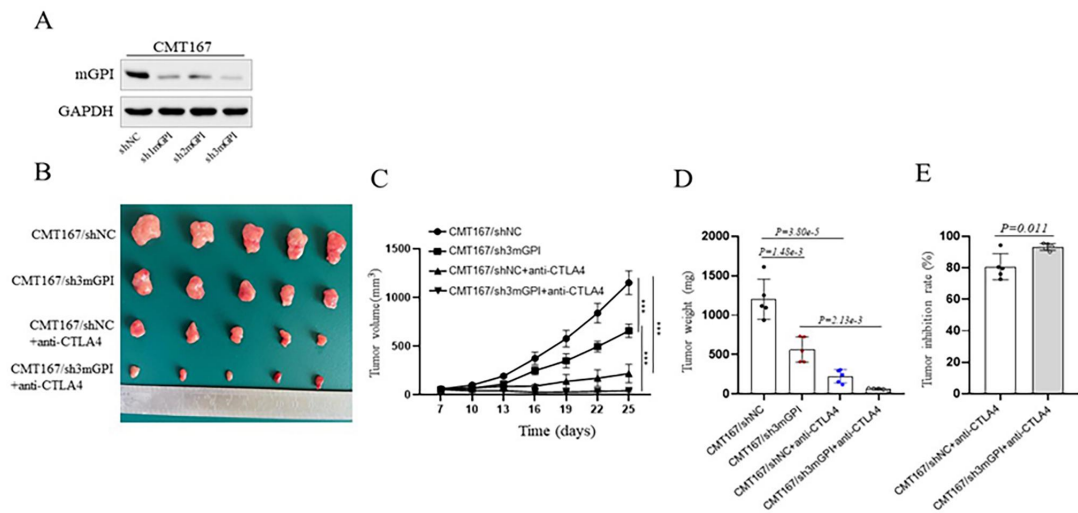 A
CMT167
mGPI
GAPDH
shNC
sh1mGPI
sh2mGPI
sh3mGPI
B
CMT167/shNC
CMT167/sh3mGPI
CMT167/shNC
+anti-CTLA4
CMT167/sh3mGPI
+anti-CTLA4
C
CMT167/shNC
CMT167/sh3mGPI
CMT167/shNC+anti-CTLA4
CMT167/sh3mGPI+anti-CTLA4
Tumor volume(mm³)
1500
1000
500
0
7 10 13 16 19 22 25
Time (days)
***
***
***
D
Tumor weight (mg)
2000
1500
1000
500
0
P=3.80e-5
P=1.48e-3
P=2.13e-3
CMT167/shNC
CMT167/sh3mGPI
CMT167/shNC+anti-CTLA4
CMT167/sh3mGPI+anti-CTLA4
E
P=0.011
Tumor inhibition rate (%)
100
80
60
40
20
0
CMT167/shNC+anti-CTLA4
CMT167/sh3mGPI+anti-CTLA4